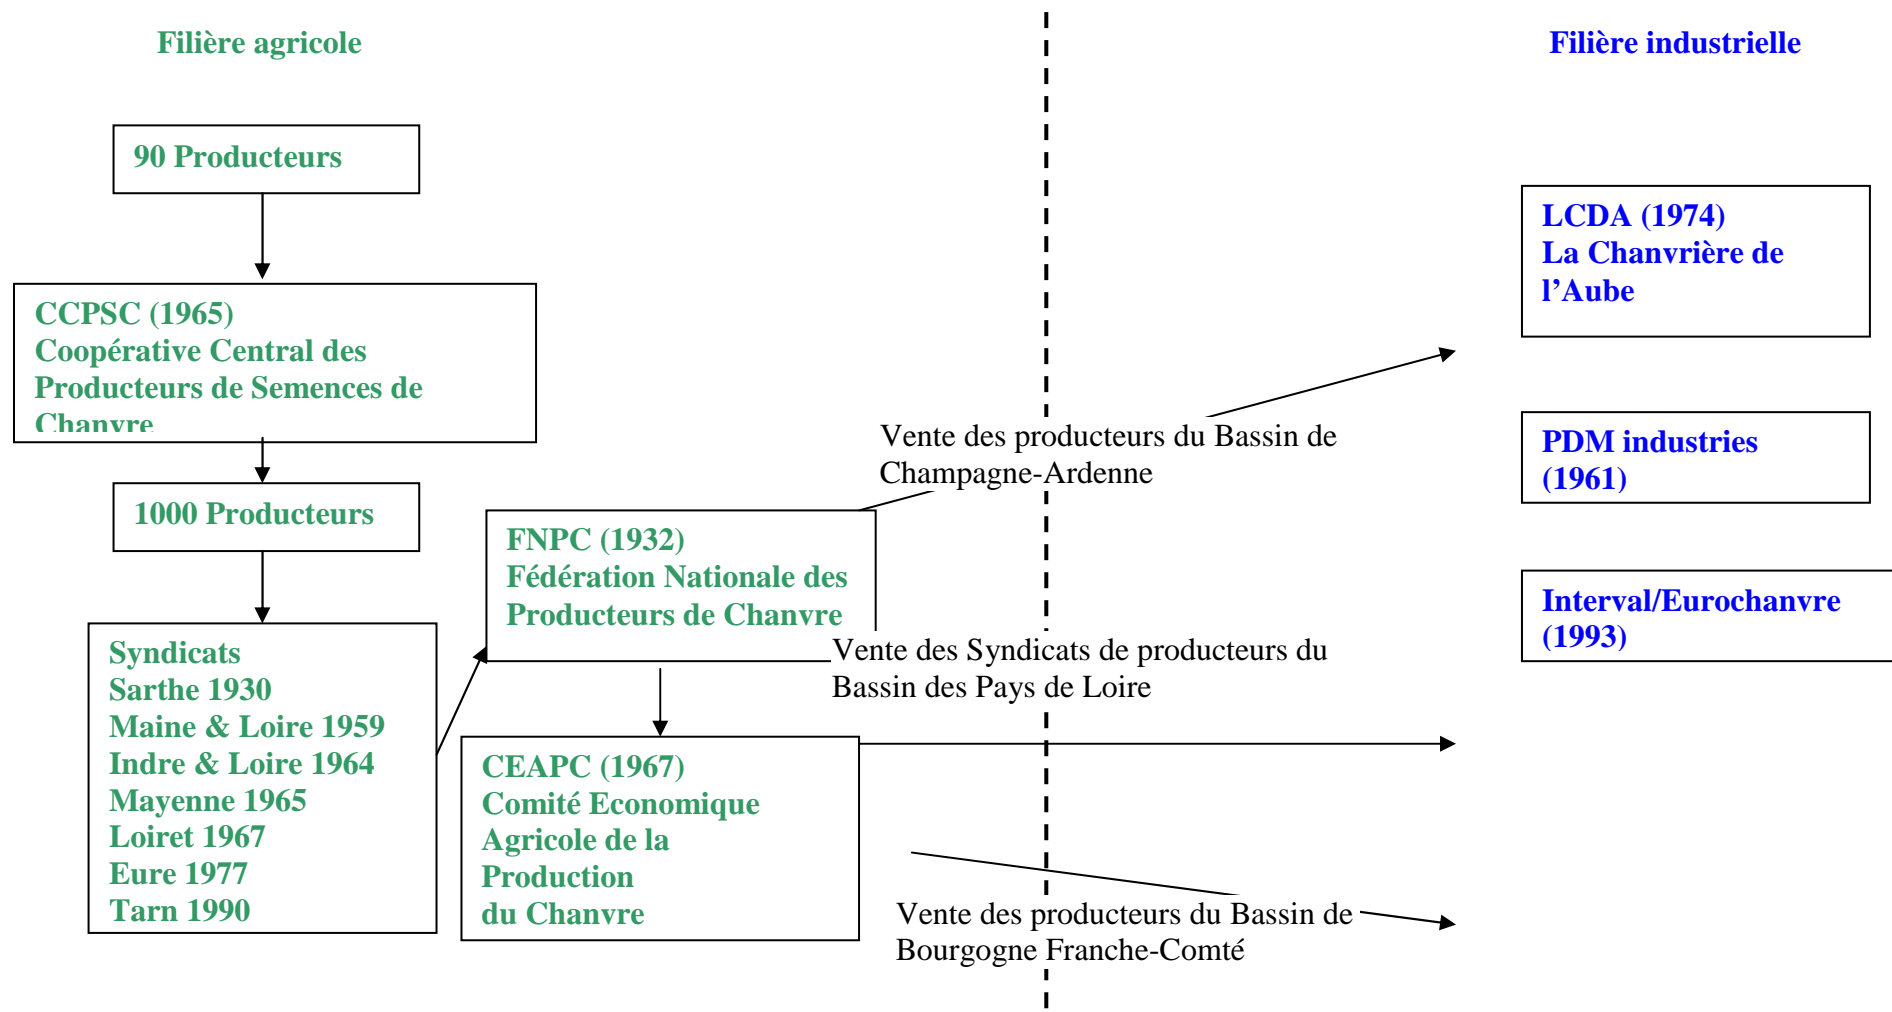 Filière agricole
Filière industrielle
90 Producteurs
CCPSC (1965)
Coopérative Central des
Producteurs de Semences de
Chanvre
1000 Producteurs
Syndicats
Sarthe 1930
Maine & Loire 1959
Indre & Loire 1964
Mayenne 1965
Loiret 1967
Eure 1977
Tarn 1990
FNPC (1932)
Fédération Nationale des
Producteurs de Chanvre
CEAPC (1967)
Comité Economique
Agricole de la
Production
du Chanvre
Vente des producteurs du Bassin de
Champagne-Ardenne
Vente des Syndicats de producteurs du
Bassin des Pays de Loire
Vente des producteurs du Bassin de
Bourgogne Franche-Comté
LCDA (1974)
La Chanvrière de
l’Aube
PDM industries
(1961)
Interval/Eurochanvre
(1993)